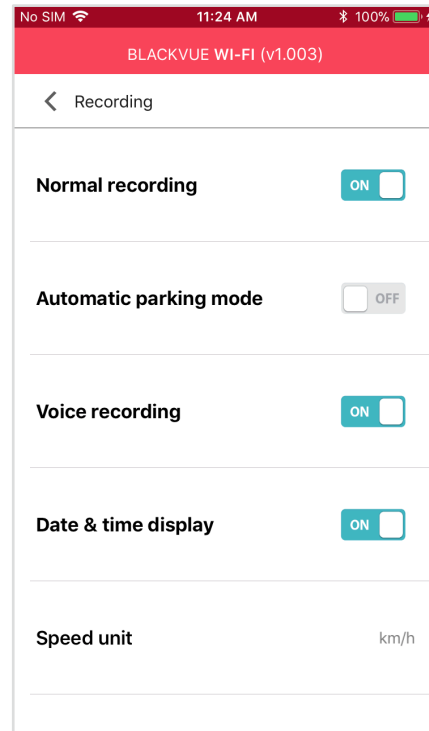 No SIM 11:24 AM 100%
BLACKVUE WI-FI (v1.003)
Recording
Normal recording ON
Automatic parking mode OFF
Voice recording ON
Date & time display ON
Speed unit km/h